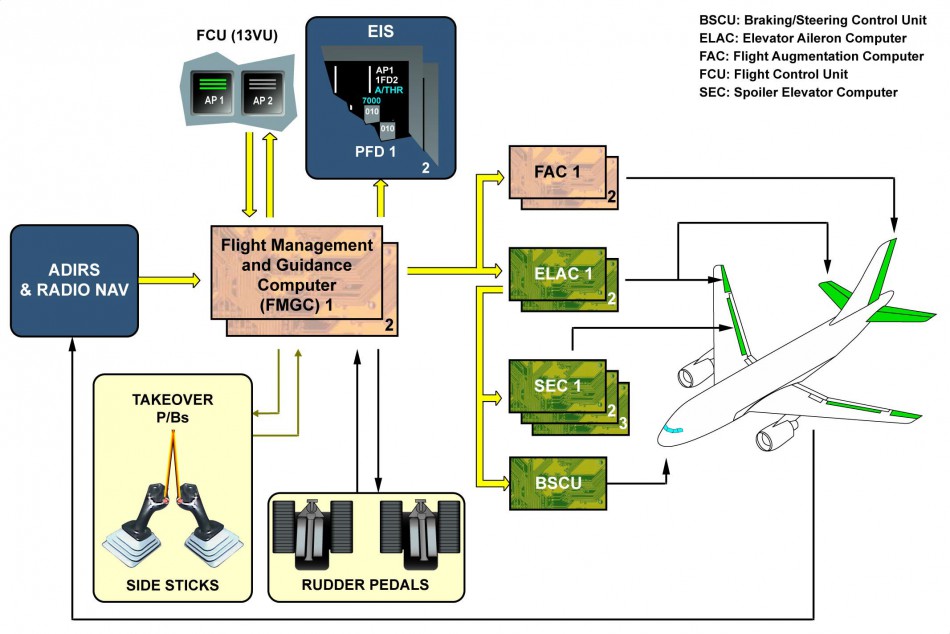 FCU (13VU)
AP 1
AP 2
EIS
AP1
1FD2
A/THR
7000
010
010
PFD 1
2
BSCU: Braking/Steering Control Unit
ELAC: Elevator Aileron Computer
FAC: Flight Augmentation Computer
FCU: Flight Control Unit
SEC: Spoiler Elevator Computer
FAC 1
2
ADIRS
& RADIO NAV
Flight Management
and Guidance
Computer
(FMGC) 1
2
ELAC 1
2
SEC 1
2
3
BSCU
TAKEOVER
P/Bs
SIDE STICKS
RUDDER PEDALS